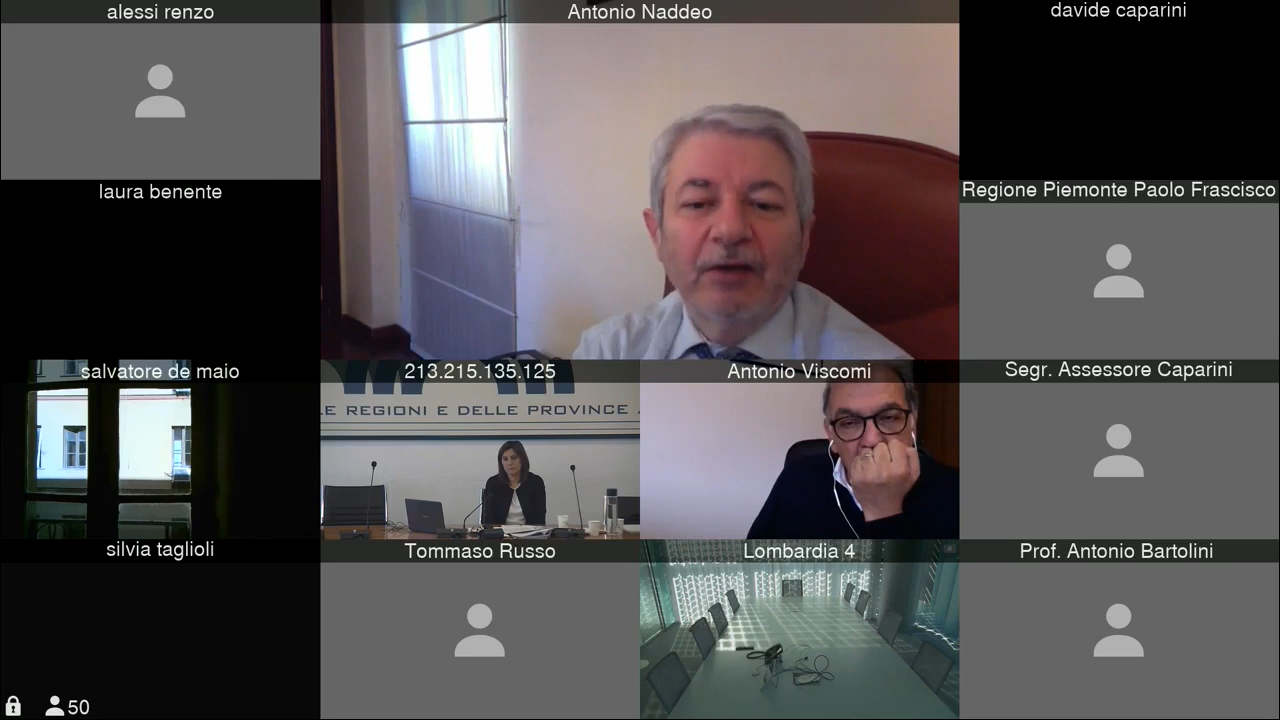 alessi renzo
Antonio Naddeo
davide caparini
laura benente
Regione Piemonte Paolo Frascisco
salvatore de maio
213.215.135.125
LE REGIONI E DELLE PROVINCE
Antonio Viscomi
Segr. Assessore Caparini
silvia taglioli
Tommaso Russo
Lombardia 4
Prof. Antonio Bartolini
50